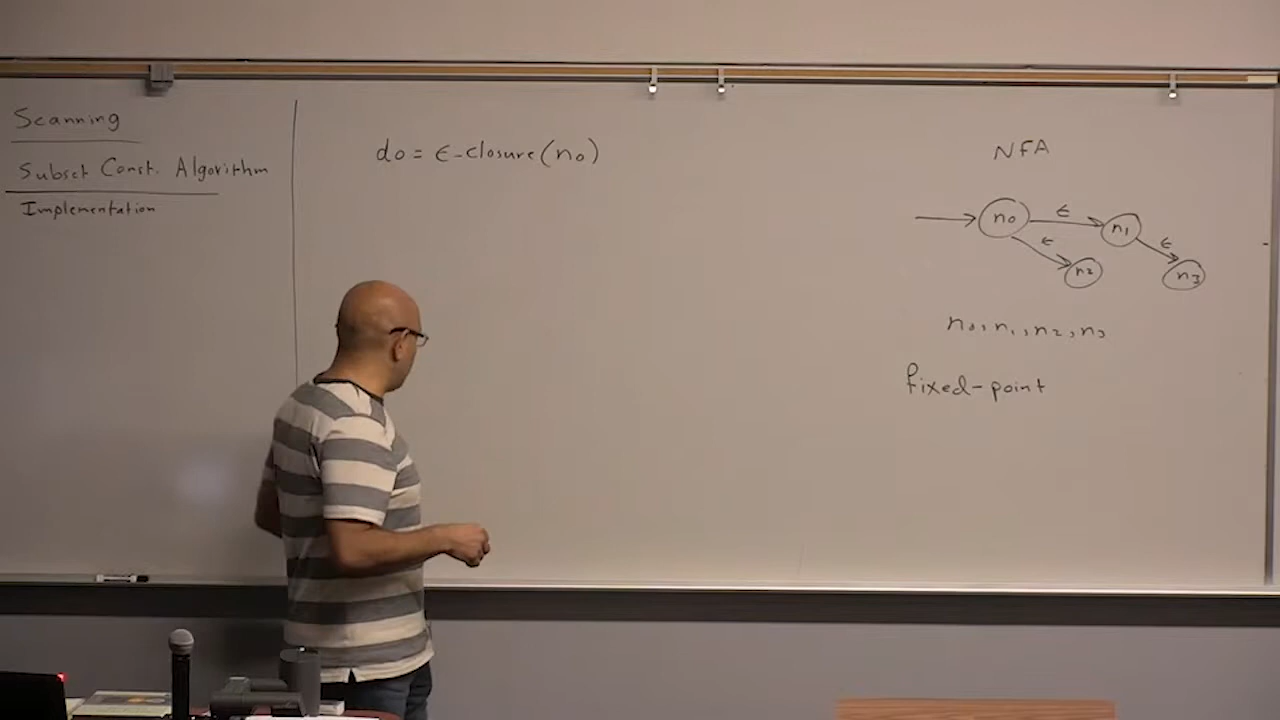 Scanning
Subset Const. Algorithm
Implementation
d0 = ϵ-closure(n0)
NFA
n0 ϵ n1
ϵ n2 ϵ n3
n0, n1, n2, n3
fixed-point